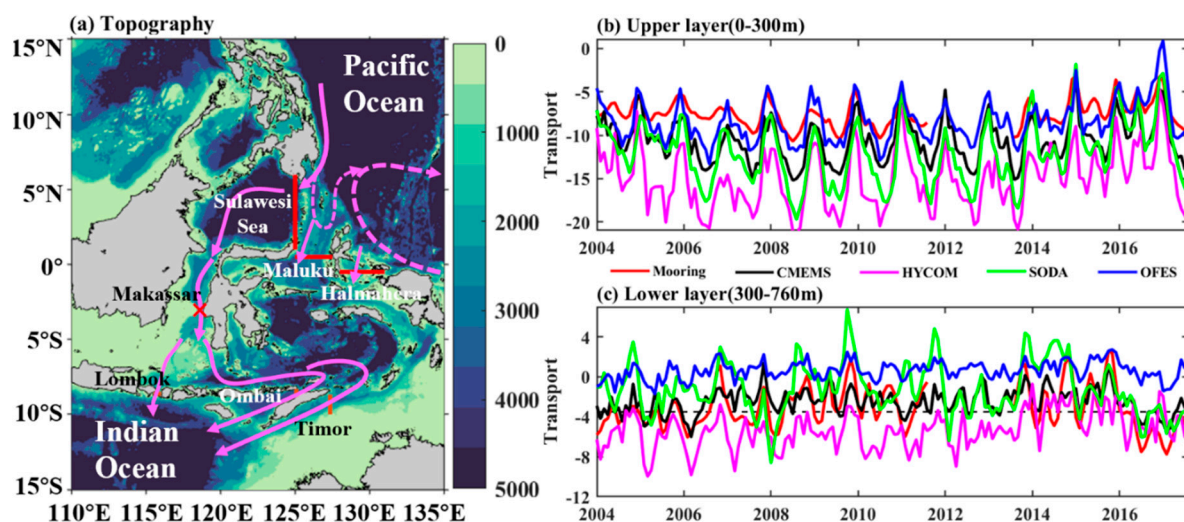 (a) Topography
15°N
10°N
5°N
0°
5°S
10°S
15°S
110°E 115°E 120°E 125°E 130°E 135°E
Pacific
Ocean
Sulawesi
Sea
Maluku
Halmahera
Makassar
Lombok
Ombai
Timor
Indian
Ocean
0
1000
2000
3000
4000
5000
(b) Upper layer(0-300m)
Transport
0
-5
-10
-15
-20
2004 2006 2008 2010 2012 2014 2016
Mooring CMEMS HYCOM SODA OFES
(c) Lower layer(300-760m)
Transport
4
0
-4
-8
-12
2004 2006 2008 2010 2012 2014 2016